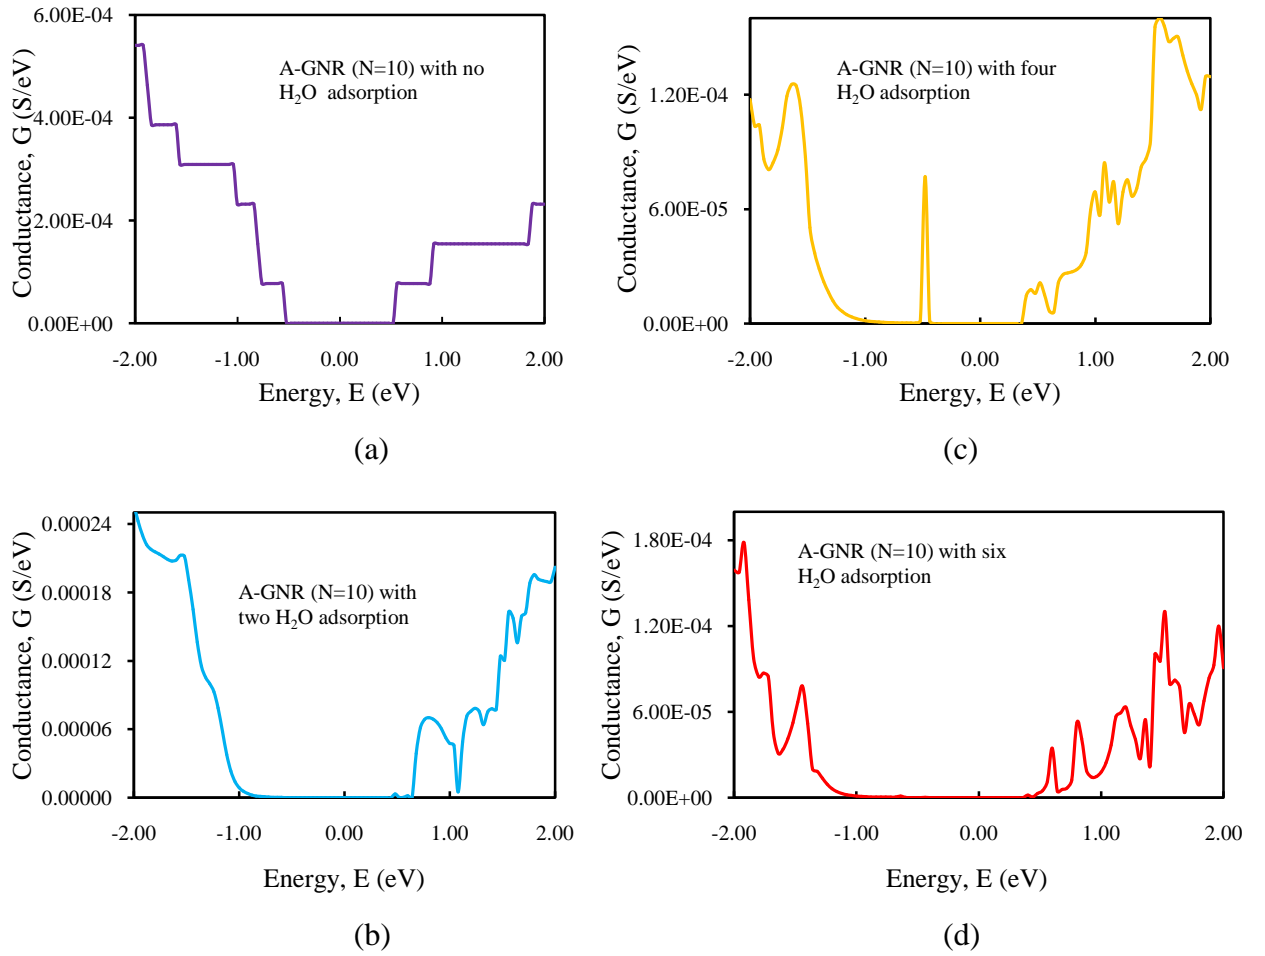 6.00E-04
4.00E-04
2.00E-04
0.00E+00
Conductance, G (S/eV)
A-GNR (N=10) with no
H₂O adsorption
-2.00 -1.00 0.00 1.00 2.00
Energy, E (eV)
(a)
1.20E-04
6.00E-05
0.00E+00
Conductance, G (S/eV)
A-GNR (N=10) with four
H₂O adsorption
-2.00 -1.00 0.00 1.00 2.00
Energy, E (eV)
(c)
0.00024
0.00018
0.00012
0.00006
0.00000
Conductance, G (S/eV)
A-GNR (N=10) with
two H₂O adsorption
-2.00 -1.00 0.00 1.00 2.00
Energy, E (eV)
(b)
1.80E-04
1.20E-04
6.00E-05
0.00E+00
Conductance, G (S/eV)
A-GNR (N=10) with six
H₂O adsorption
-2.00 -1.00 0.00 1.00 2.00
Energy, E (eV)
(d)